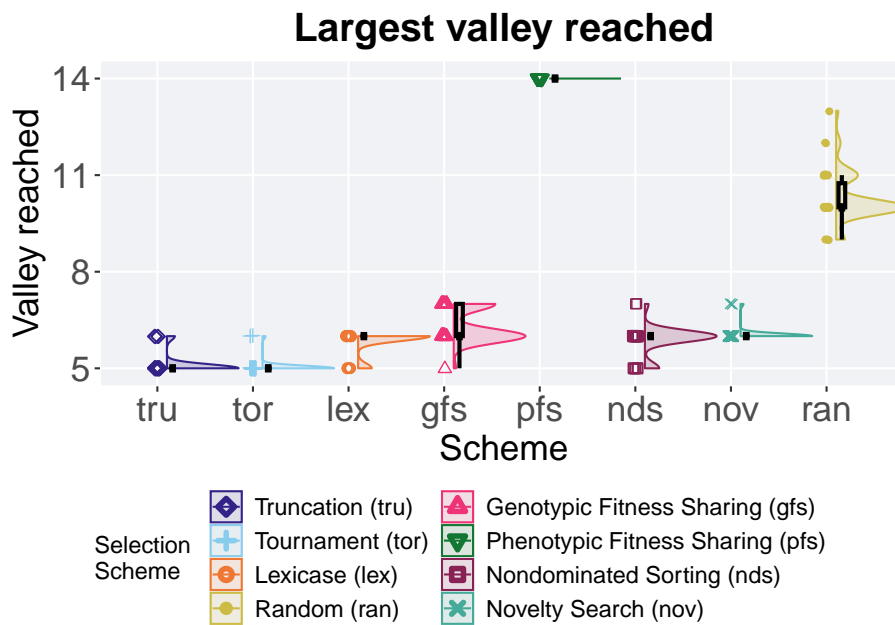 Largest valley reached
Valley reached
14
11
8
5
tru tor lex gfs pfs nds nov ran
Scheme
Selection
Scheme
Truncation (tru)
Tournament (tor)
Lexicase (lex)
Random (ran)
Genotypic Fitness Sharing (gfs)
Phenotypic Fitness Sharing (pfs)
Nondominated Sorting (nds)
Novelty Search (nov)